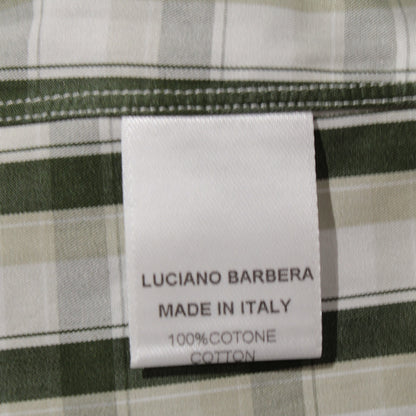 LUCIANO BARBERA
MADE IN ITALY
100%COTONE
COTTON